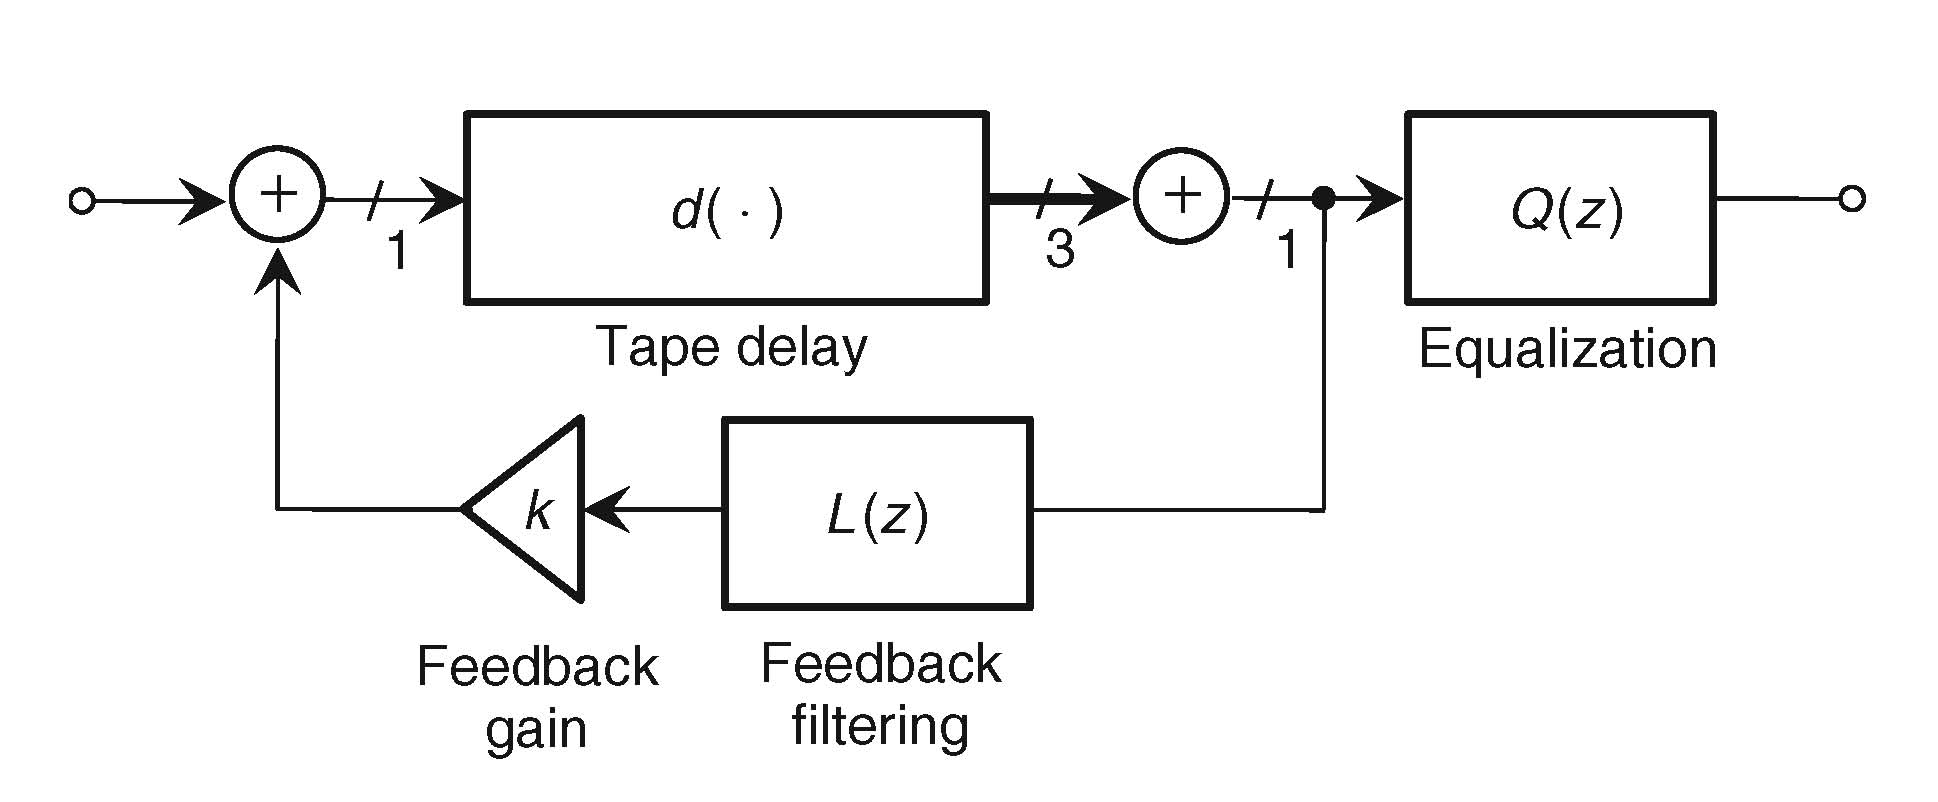 +
1
d( · )
3
+
1
Q(z)
Tape delay
Equalization
k
L(z)
Feedback
gain
Feedback
filtering